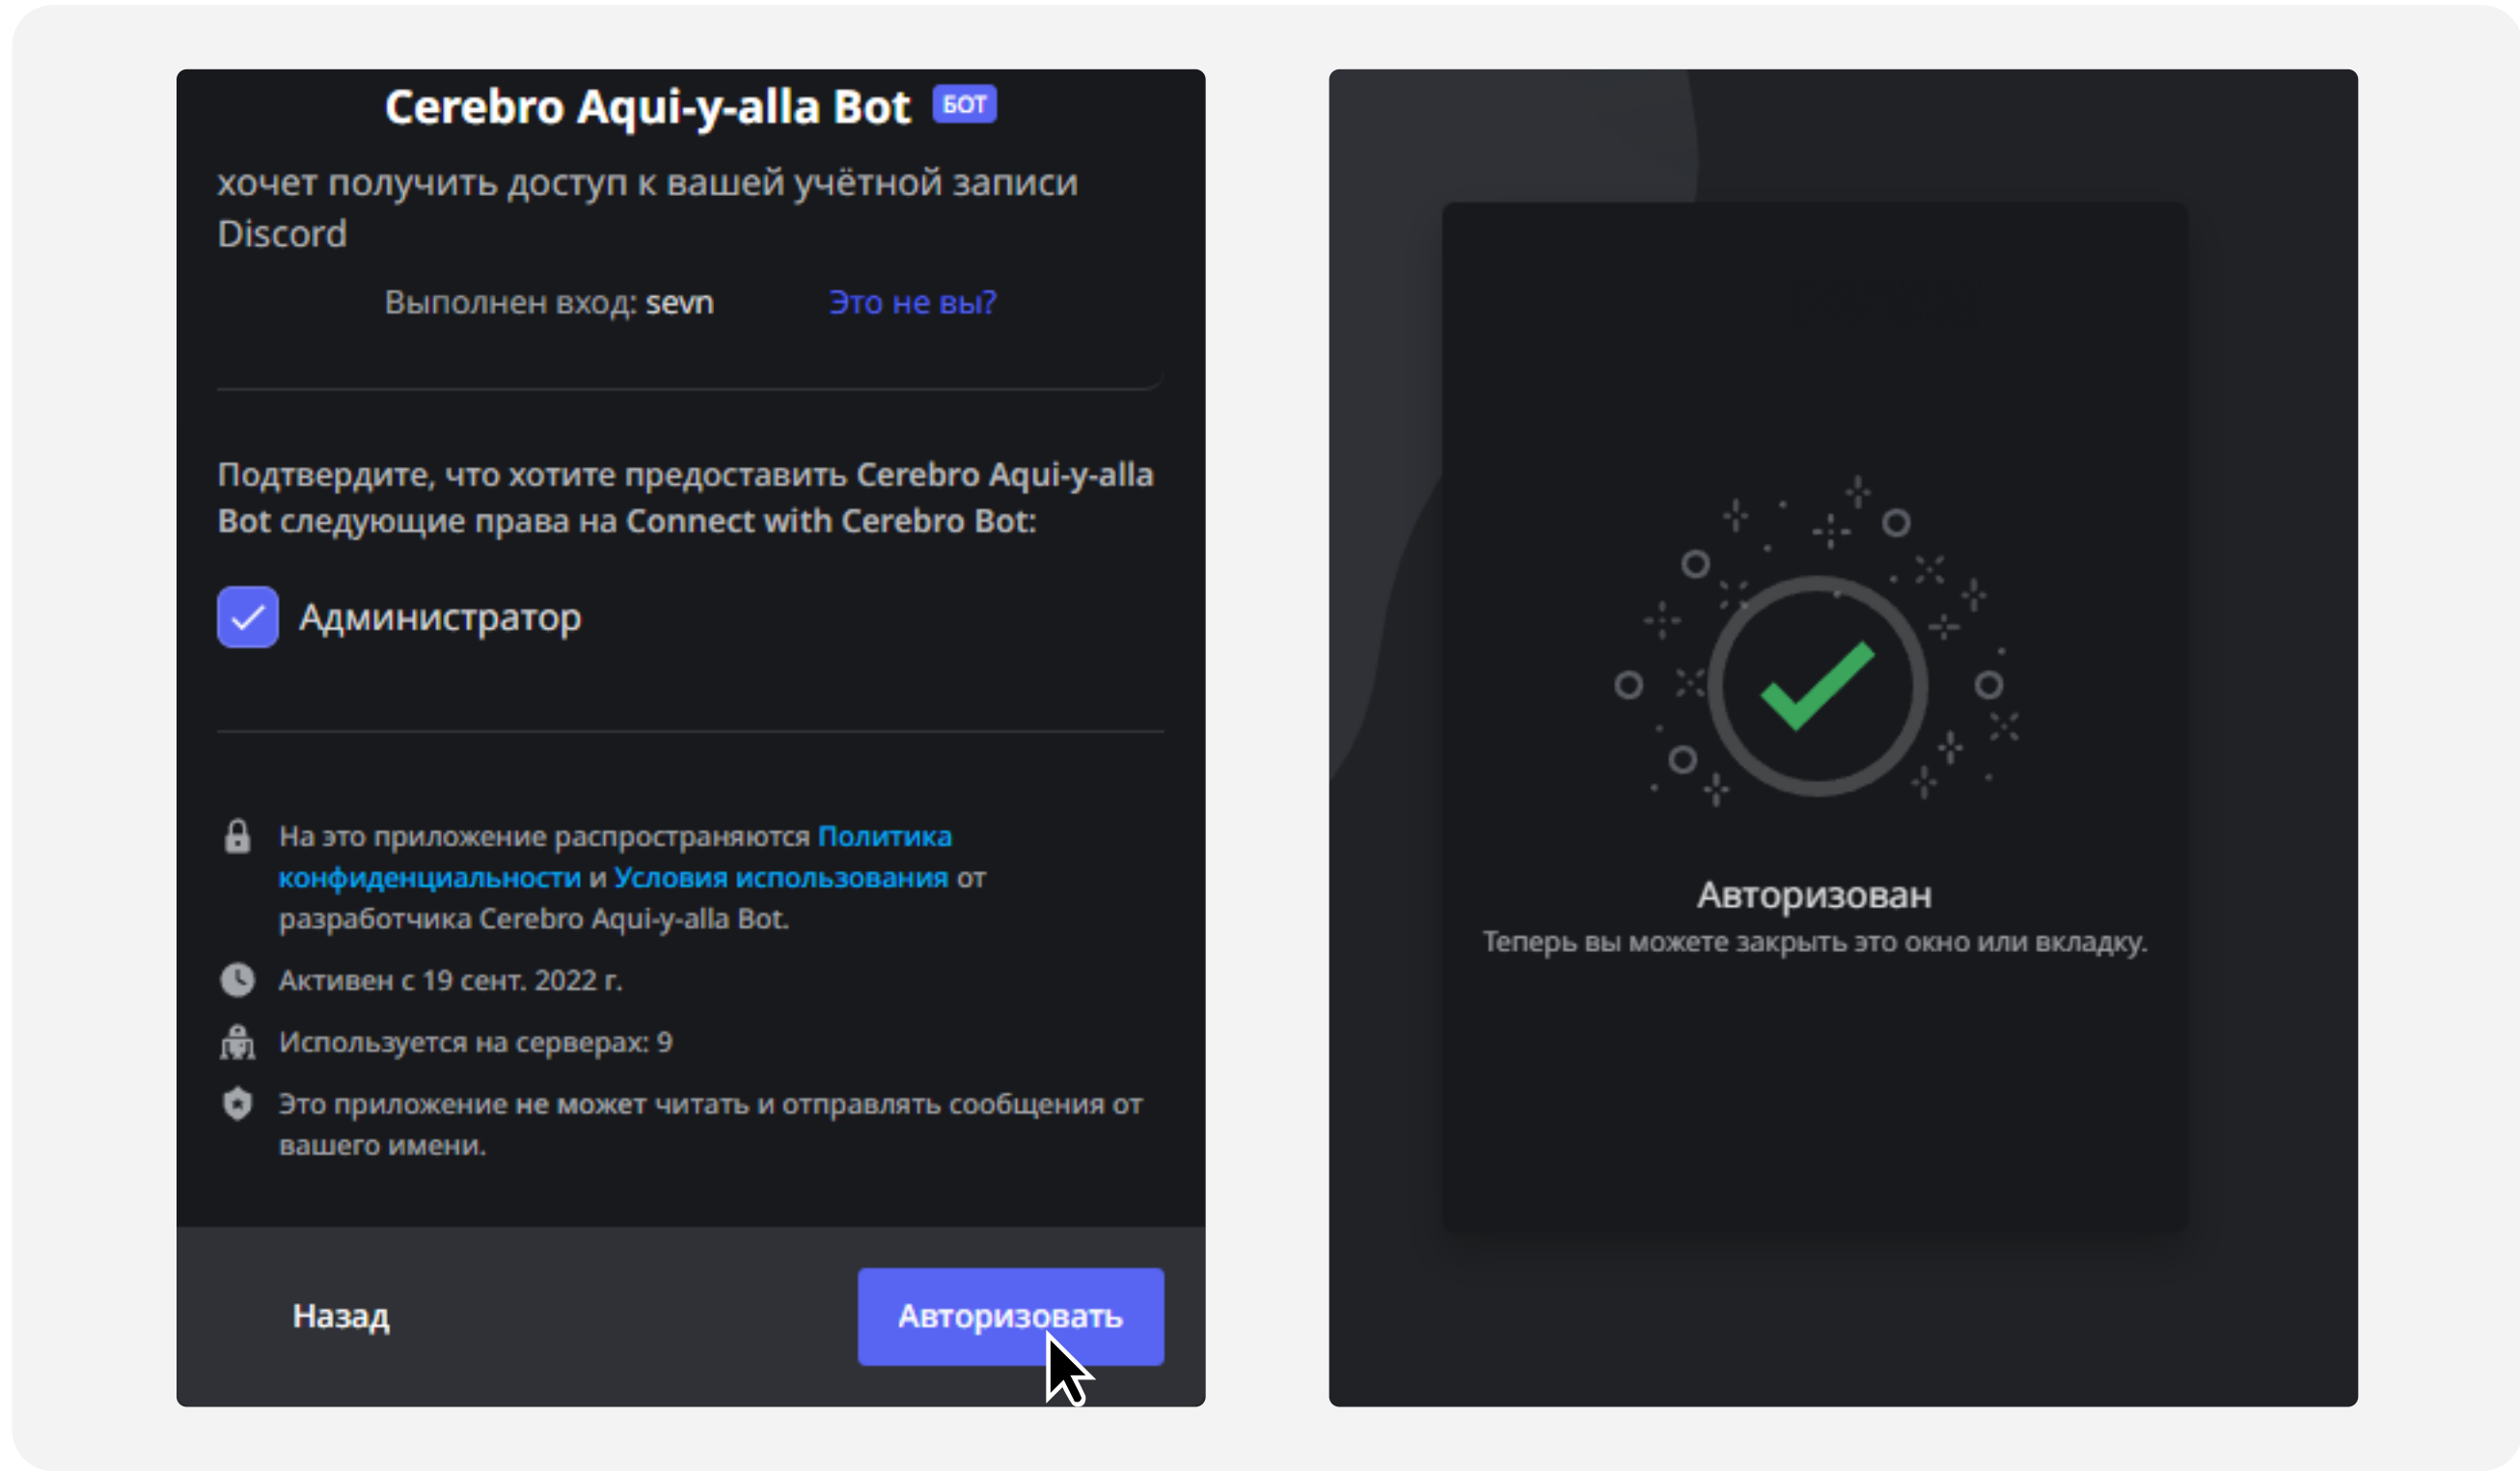 Cerebro Aqui-y-alla Bot БОТ
хочет получить доступ к вашей учётной записи
Discord
Выполнен вход: sevn Это не вы?
Подтвердите, что хотите предоставить Cerebro Aqui-y-alla
Bot следующие права на Connect with Cerebro Bot:
Администратор
На это приложение распространяются Политика
конфиденциальности и Условия использования от
разработчика Cerebro Aqui-y-alla Bot.
Активен с 19 сент. 2022 г.
Используется на серверах: 9
Это приложение не может читать и отправлять сообщения от
вашего имени.
Назад Авторизовать
Авторизован
Теперь вы можете закрыть это окно или вкладку.